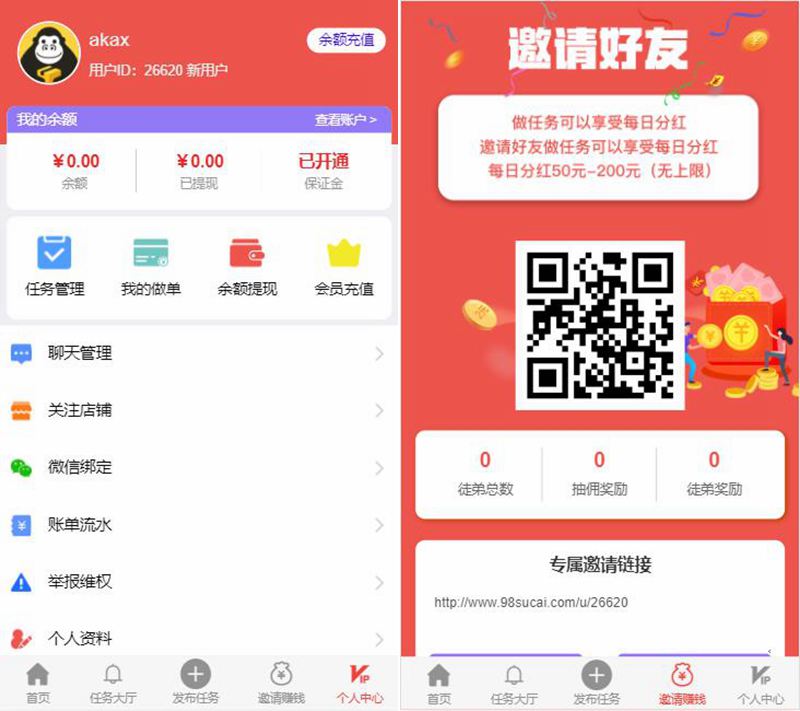 akax
余额充值
用户ID：26620 新用户
我的余额
查看账户 >
￥0.00
￥0.00
已开通
余额
已提现
保证金
任务管理
我的做单
余额提现
会员充值
聊天管理
关注店铺
微信绑定
账单流水
举报维权
个人资料
首页
任务大厅
发布任务
邀请赚钱
个人中心
邀请好友
做任务可以享受每日分红
邀请好友做任务可以享受每日分红
每日分红50元-200元（无上限）
0
0
0
徒弟总数
抽佣奖励
徒弟奖励
专属邀请链接
http://www.98sucai.com/u/26620
首页
任务大厅
发布任务
邀请赚钱
VIP
个人中心